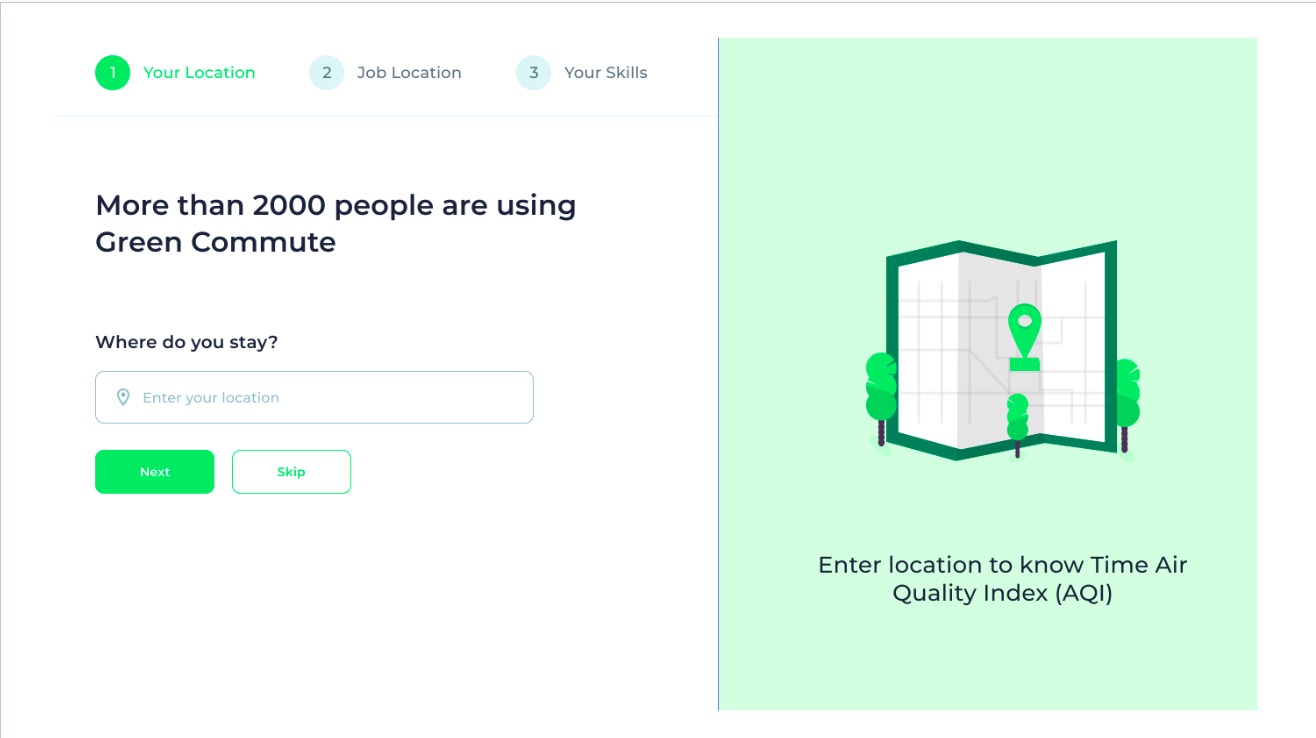 1 Your Location 2 Job Location 3 Your Skills
More than 2000 people are using
Green Commute
Where do you stay?
Enter your location
Next Skip
Enter location to know Time Air
Quality Index (AQI)